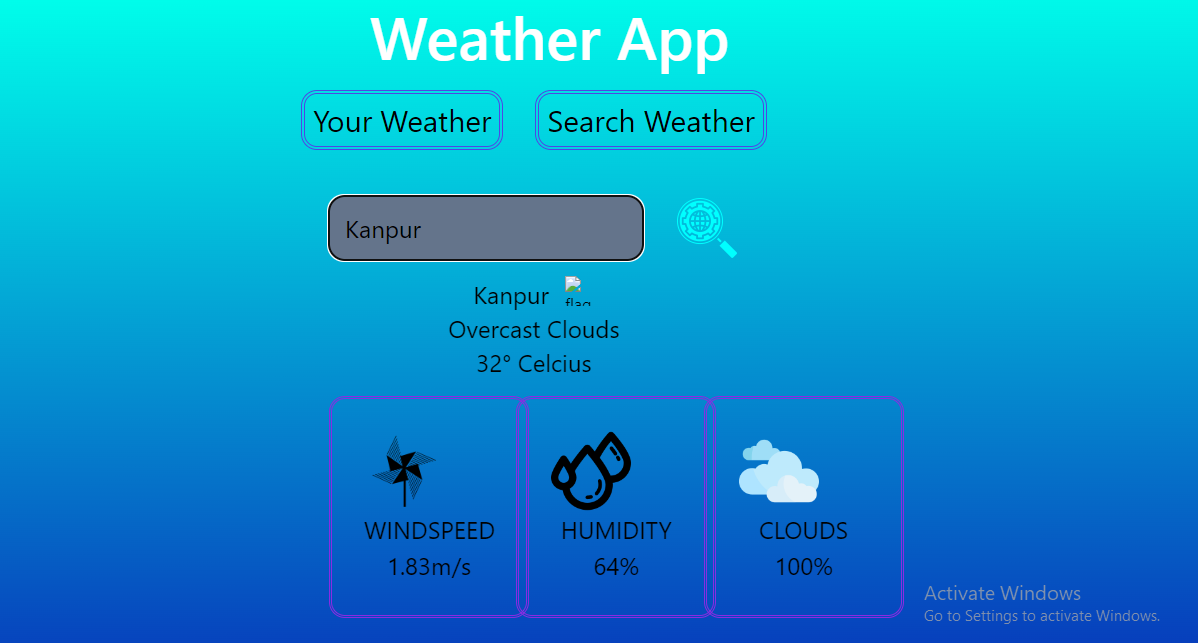 Weather App
Your Weather Search Weather
Kanpur
Kanpur flag
Overcast Clouds
32° Celcius
WINDSPEED HUMIDITY CLOUDS
1.83m/s 64% 100%
Activate Windows
Go to Settings to activate Windows.